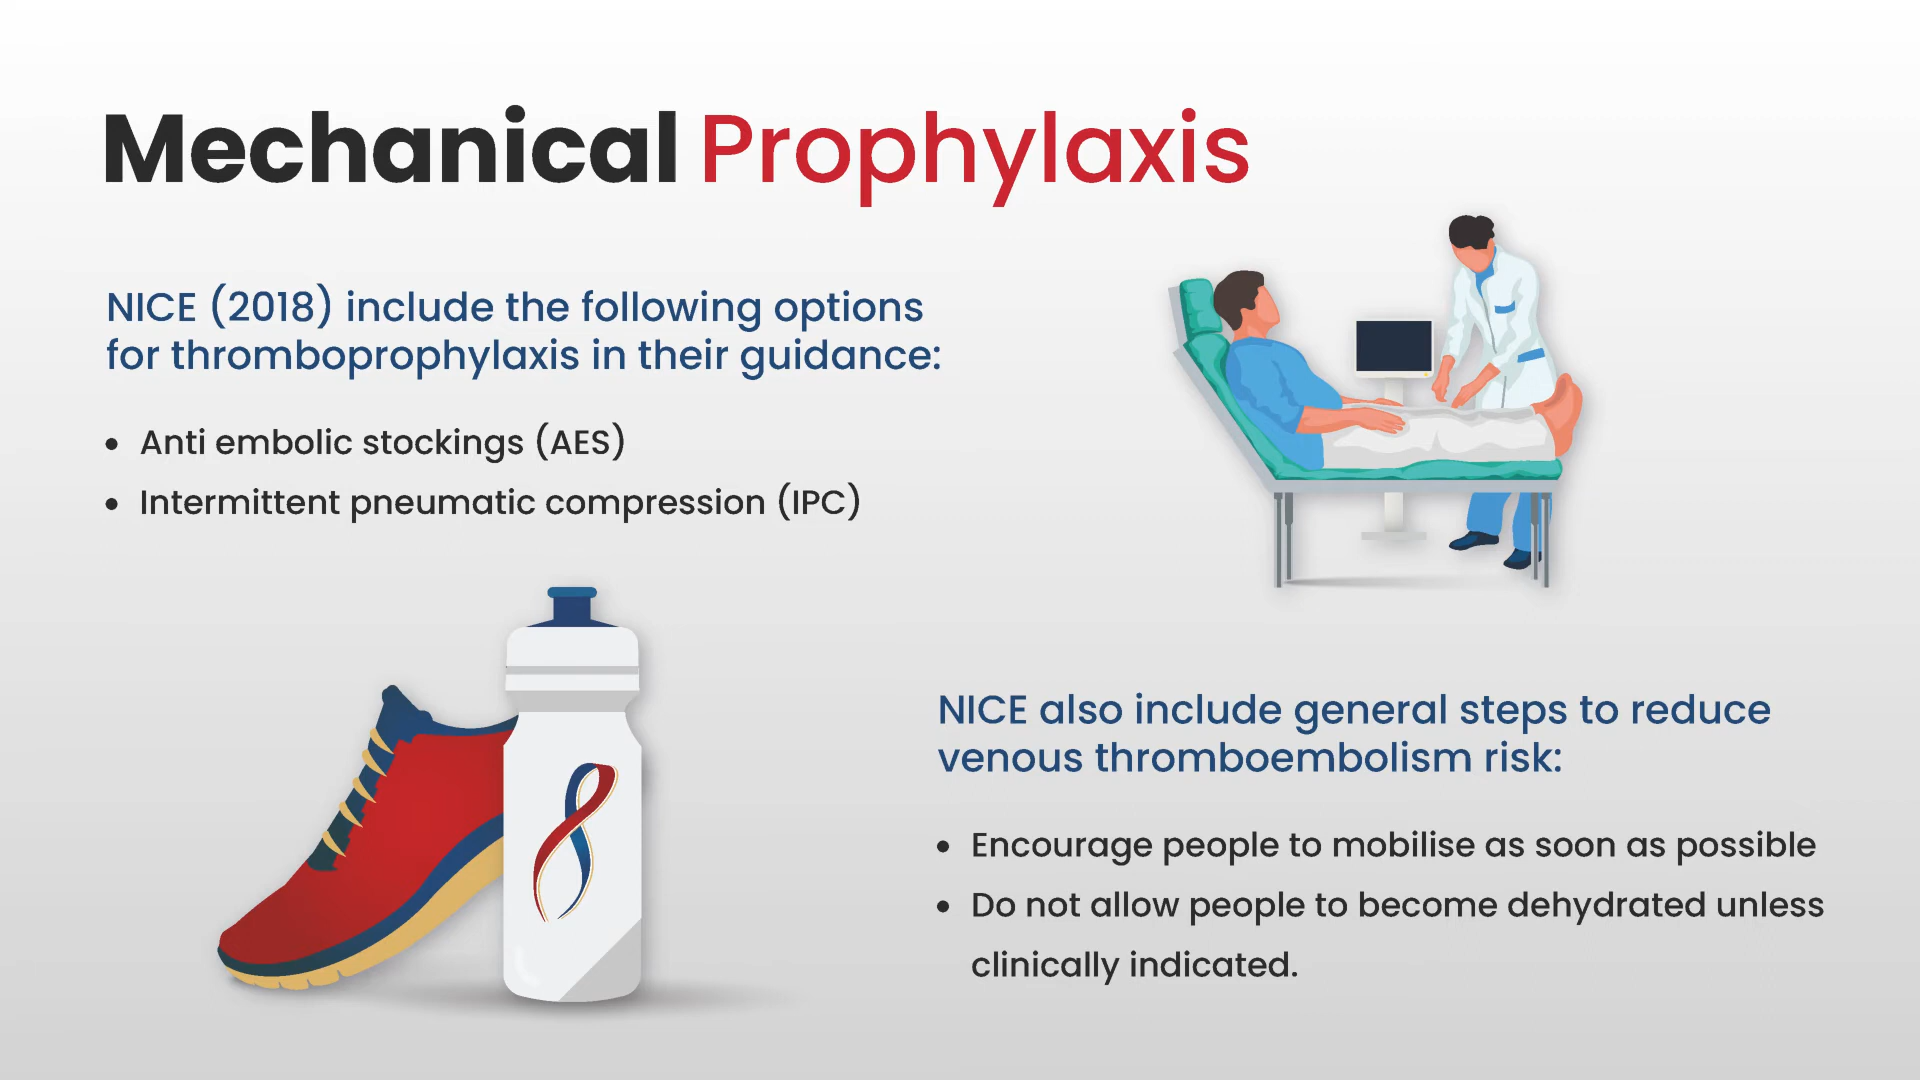 Mechanical Prophylaxis
NICE (2018) include the following options
for thromboprophylaxis in their guidance:
• Anti embolic stockings (AES)
• Intermittent pneumatic compression (IPC)
NICE also include general steps to reduce
venous thromboembolism risk:
• Encourage people to mobilise as soon as possible
• Do not allow people to become dehydrated unless
clinically indicated.